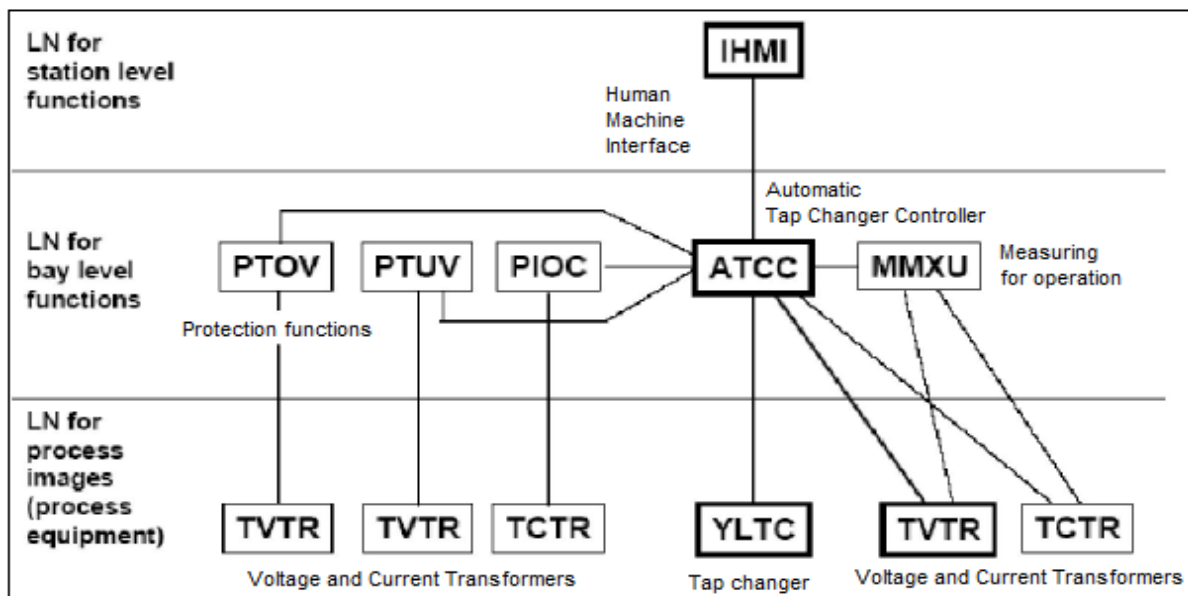 LN for
station level
functions
IHMI
Human
Machine
Interface
LN for
bay level
functions
Automatic
Tap Changer Controller
PTOV
PTUV
PIOC
ATCC
MMXU
Measuring
for operation
Protection functions
LN for
process
images
(process
equipment)
TVTR
TVTR
TCTR
YLTC
TVTR
TCTR
Voltage and Current Transformers
Tap changer
Voltage and Current Transformers